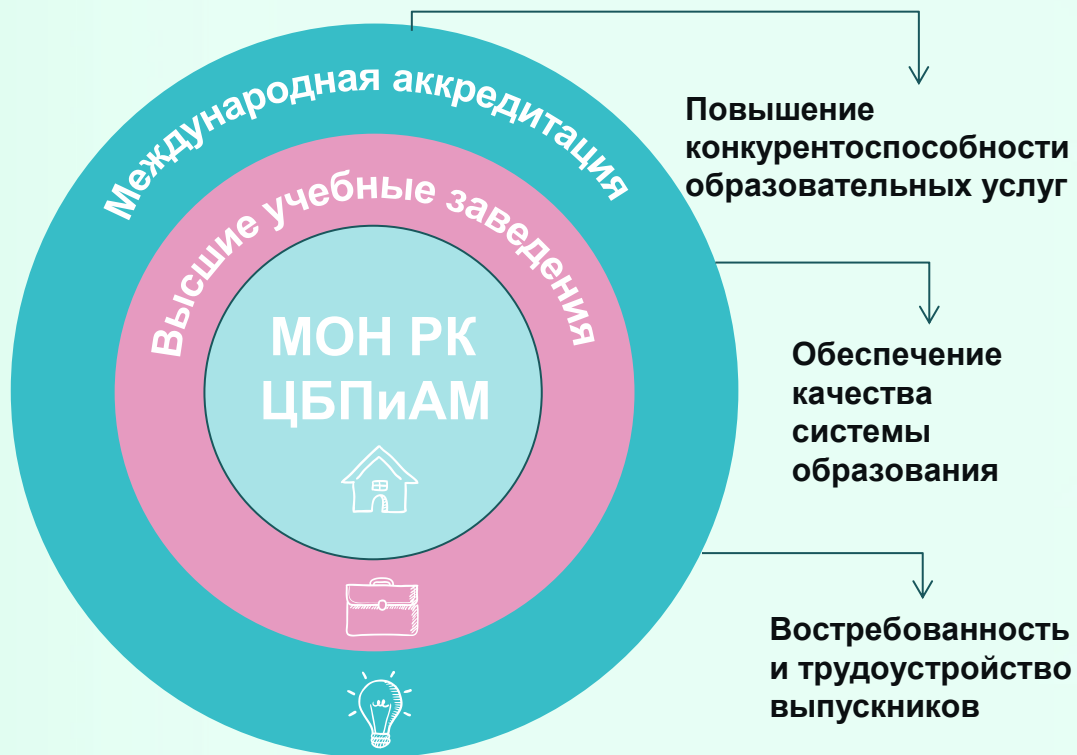 Международная аккредитация
Высшие учебные заведения
МОН РК
ЦБПиАМ
Повышение
конкурентоспособности
образовательных услуг
Обеспечение
качества
системы
образования
Востребованность
и трудоустройство
выпускников